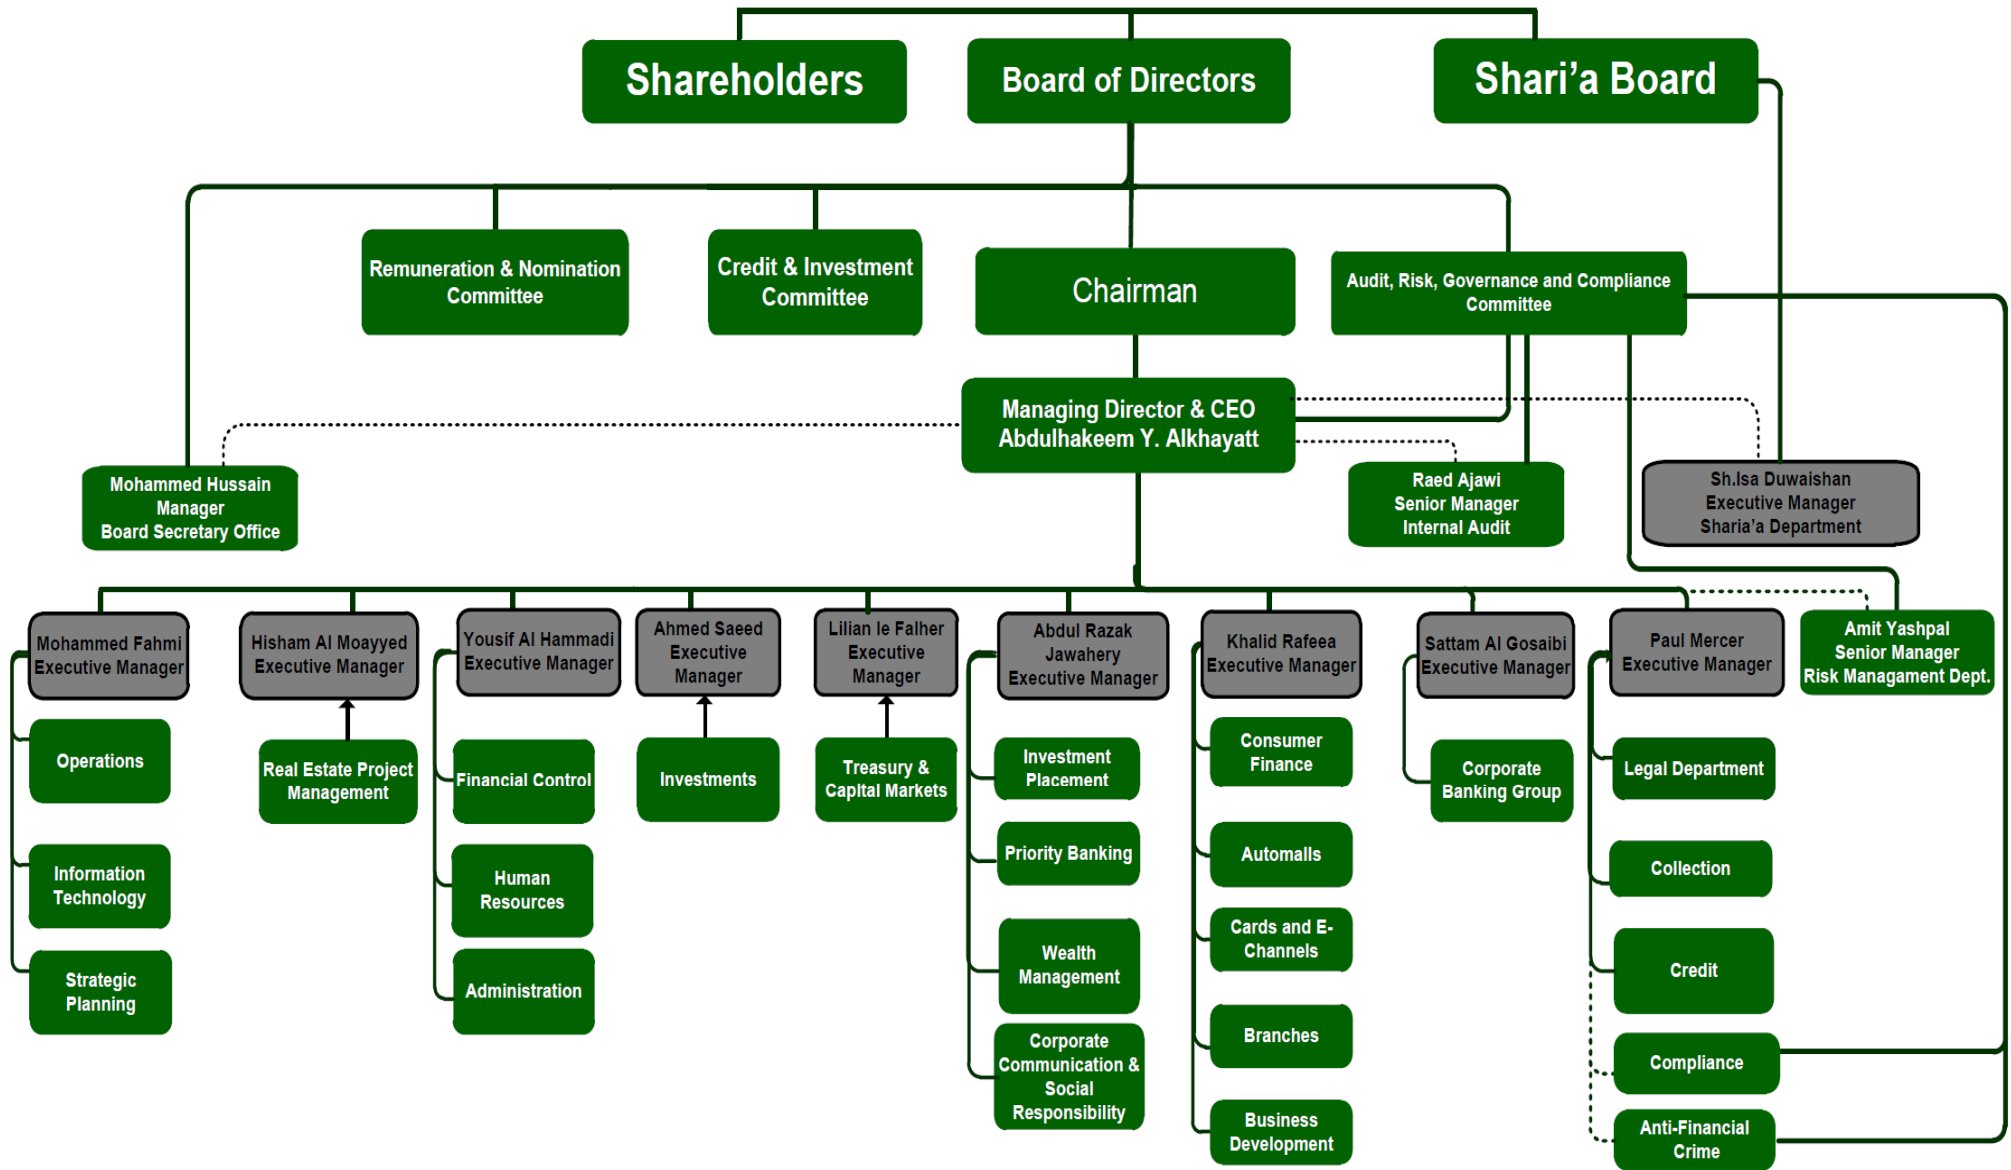 Shareholders
Board of Directors
Shari’a Board
Remuneration & Nomination
Committee
Credit & Investment
Committee
Chairman
Audit, Risk, Governance and Compliance
Committee
Managing Director & CEO
Abdulhakeem Y. Alkhayatt
Mohammed Hussain
Manager
Board Secretary Office
Raed Ajawi
Senior Manager
Internal Audit
Sh.Isa Duwaishan
Executive Manager
Sharia’a Department
Mohammed Fahmi
Executive Manager
Hisham Al Moayyed
Executive Manager
Yousif Al Hammadi
Executive Manager
Ahmed Saeed
Executive
Manager
Lilian le Falher
Executive
Manager
Abdul Razak
Jawahery
Executive Manager
Khalid Rafeea
Executive Manager
Sattam Al Gosaibi
Executive Manager
Paul Mercer
Executive Manager
Amit Yashpal
Senior Manager
Risk Managament Dept.
Operations
Information
Technology
Strategic
Planning
Real Estate Project
Management
Financial Control
Human
Resources
Administration
Investments
Treasury &
Capital Markets
Investment
Placement
Priority Banking
Wealth
Management
Corporate
Communication &
Social
Responsibility
Consumer
Finance
Automalls
Cards and E-
Channels
Branches
Business
Development
Corporate
Banking Group
Legal Department
Collection
Credit
Compliance
Anti-Financial
Crime